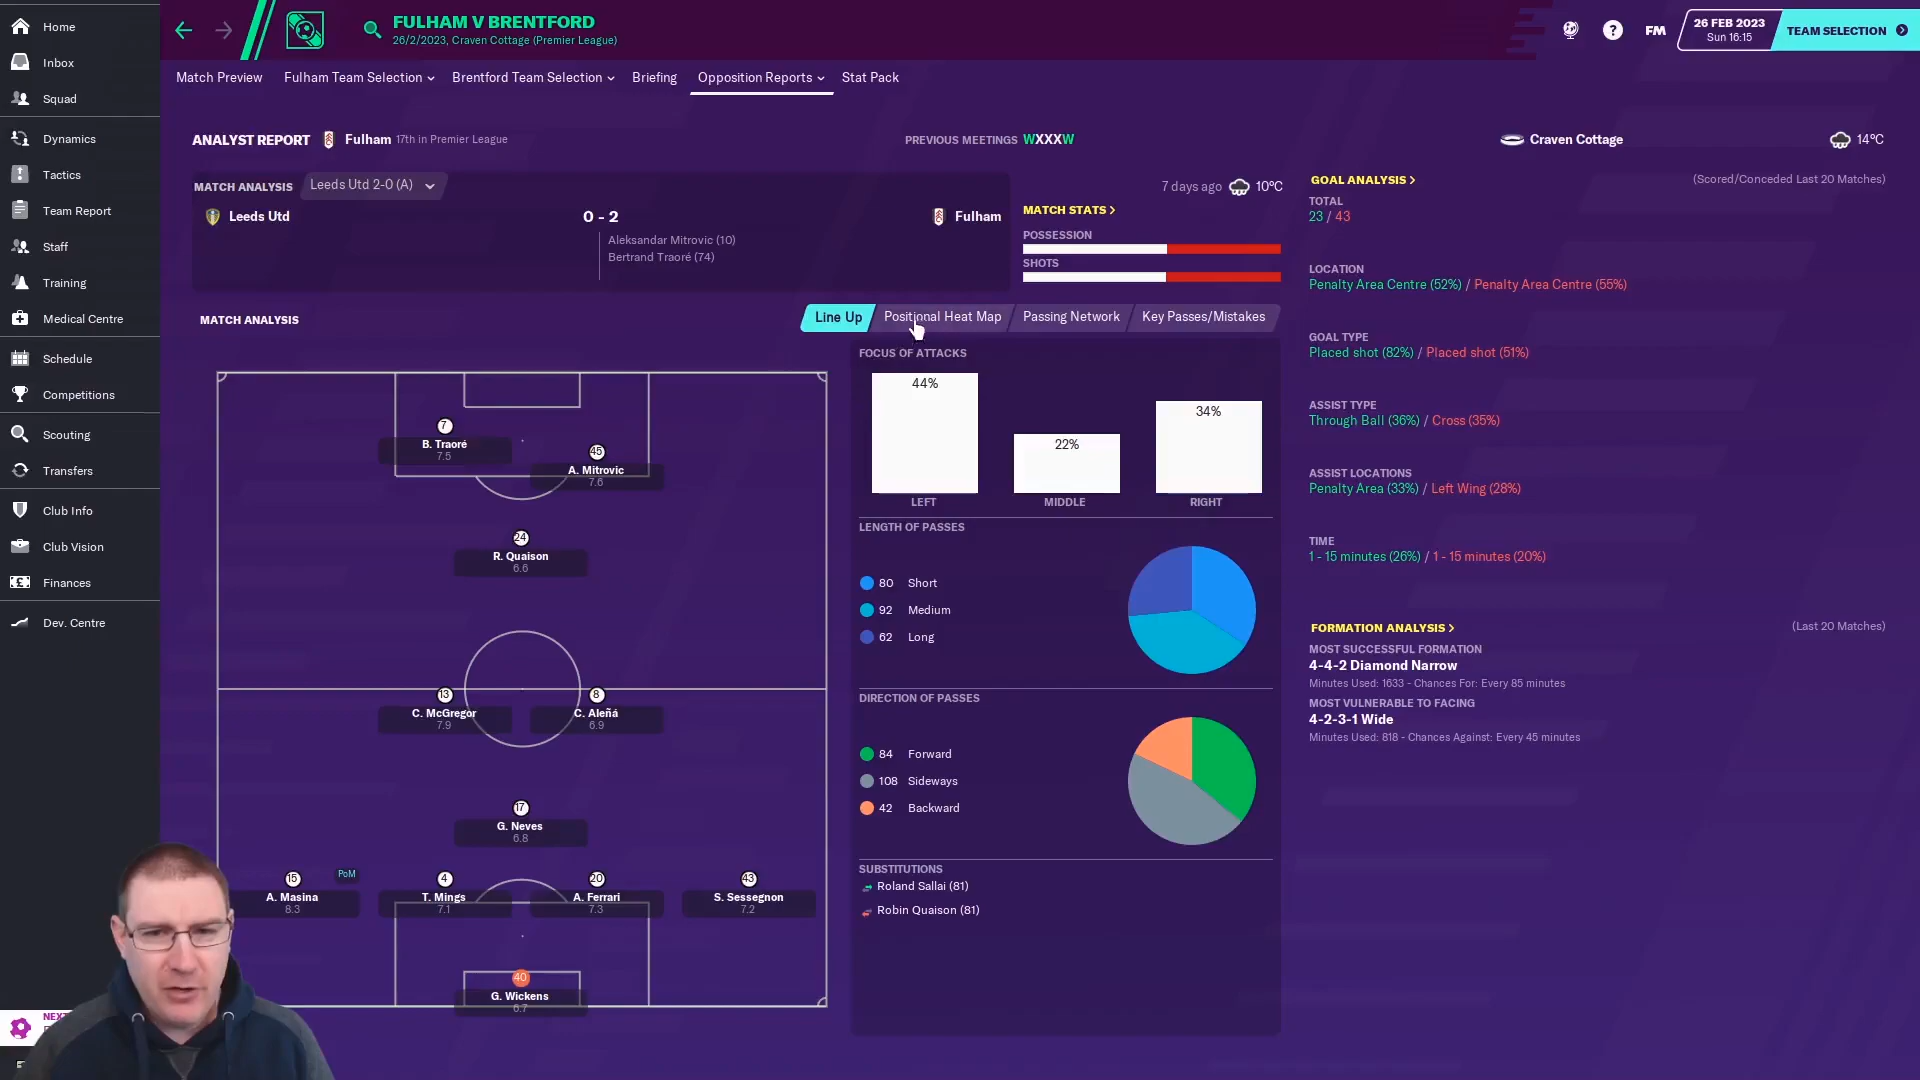 Home
Inbox
Squad
Dynamics
Tactics
Team Report
Staff
Training
Medical Centre
Schedule
Competitions
Scouting
Transfers
Club Info
Club Vision
Finances
Dev. Centre
FULHAM V BRENTFORD
26/2/2023, Craven Cottage (Premier League)
? FM
26 FEB 2023
Sun 16:15
TEAM SELECTION
Match Preview Fulham Team Selection Brentford Team Selection Briefing Opposition Reports Stat Pack
ANALYST REPORT Fulham 17th in Premier League
PREVIOUS MEETINGS WXXXW
Craven Cottage
14°C
MATCH ANALYSIS Leeds Utd 2-0 (A)
Leeds Utd 0 - 2 Fulham
Aleksandar Mitrovic (10)
Bertrand Traoré (74)
7 days ago 10°C
MATCH STATS >
POSSESSION
SHOTS
MATCH ANALYSIS
Line Up Positional Heat Map Passing Network Key Passes/Mistakes
7
B. Traoré
7.5
45
A. Mitrovic
7.6
24
R. Quaison
6.6
13
C. McGregor
7.9
8
C. Aleñá
6.9
17
G. Neves
6.8
15
PoM
A. Masina
8.3
4
T. Mings
7.1
20
A. Ferrari
7.3
43
S. Sessegnon
7.2
40
G. Wickens
6.7
FOCUS OF ATTACKS
44%
22%
34%
LEFT MIDDLE RIGHT
LENGTH OF PASSES
80 Short
92 Medium
62 Long
DIRECTION OF PASSES
84 Forward
108 Sideways
42 Backward
SUBSTITUTIONS
Roland Sallai (81)
Robin Quaison (81)
GOAL ANALYSIS > (Scored/Conceded Last 20 Matches)
TOTAL
23 / 43
LOCATION
Penalty Area Centre (52%) / Penalty Area Centre (55%)
GOAL TYPE
Placed shot (82%) / Placed shot (51%)
ASSIST TYPE
Through Ball (36%) / Cross (35%)
ASSIST LOCATIONS
Penalty Area (33%) / Left Wing (28%)
TIME
1 - 15 minutes (26%) / 1 - 15 minutes (20%)
FORMATION ANALYSIS > (Last 20 Matches)
MOST SUCCESSFUL FORMATION
4-4-2 Diamond Narrow
Minutes Used: 1633 - Chances For: Every 85 minutes
MOST VULNERABLE TO FACING
4-2-3-1 Wide
Minutes Used: 818 - Chances Against: Every 45 minutes